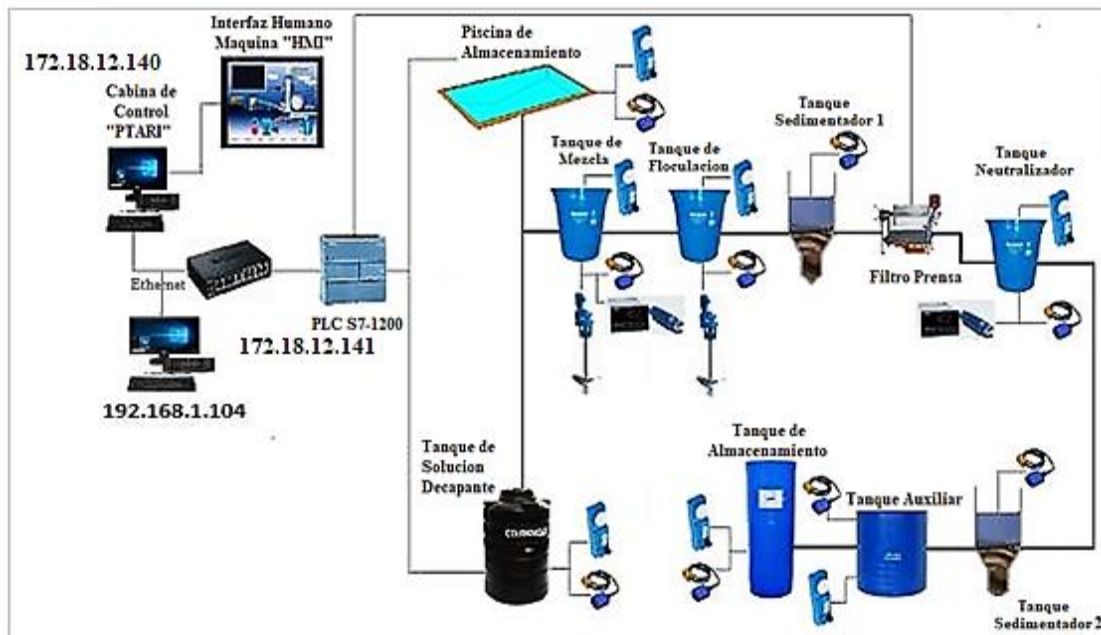 Interfaz Humano
Maquina "HMI"
172.18.12.140
Cabina de
Control
"PTARI"
Piscina de
Almacenamiento
Tanque
Sedimentador 1
Tanque de
Mezcla
Tanque de
Floculacion
Tanque
Neutralizador
Ethernet
Filtro Prensa
PLC S7-1200
172.18.12.141
192.168.1.104
Tanque de
Solucion
Decapante
Tanque de
Almacenamiento
Tanque Auxiliar
Tanque
Sedimentador 2